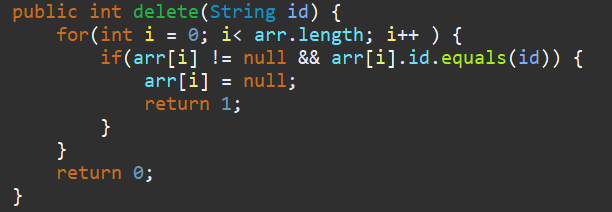 public int delete(String id) {
    for(int i = 0; i< arr.length; i++ ) {
        if(arr[i] != null && arr[i].id.equals(id)) {
            arr[i] = null;
            return 1;
        }
    }
    return 0;
}